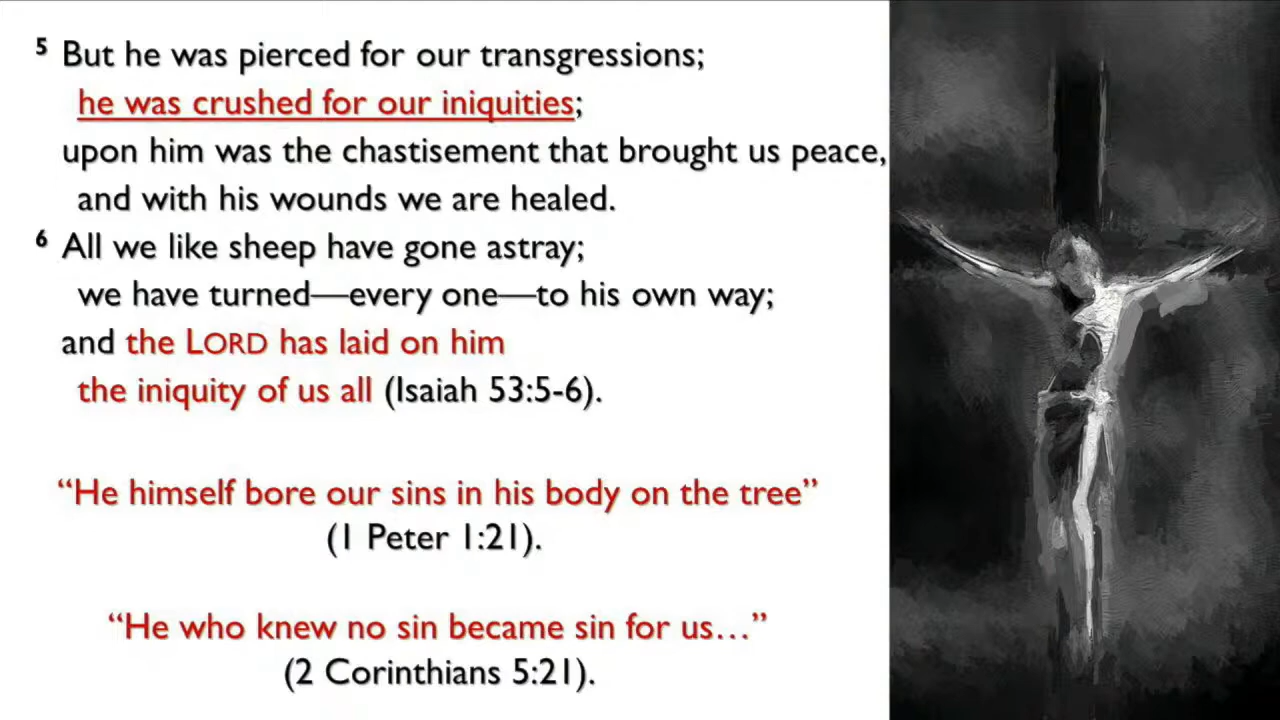 5 But he was pierced for our transgressions;
he was crushed for our iniquities;
upon him was the chastisement that brought us peace,
and with his wounds we are healed.
6 All we like sheep have gone astray;
we have turned—every one—to his own way;
and the LORD has laid on him
the iniquity of us all (Isaiah 53:5-6).
“He himself bore our sins in his body on the tree”
(1 Peter 1:21).
“He who knew no sin became sin for us…”
(2 Corinthians 5:21).